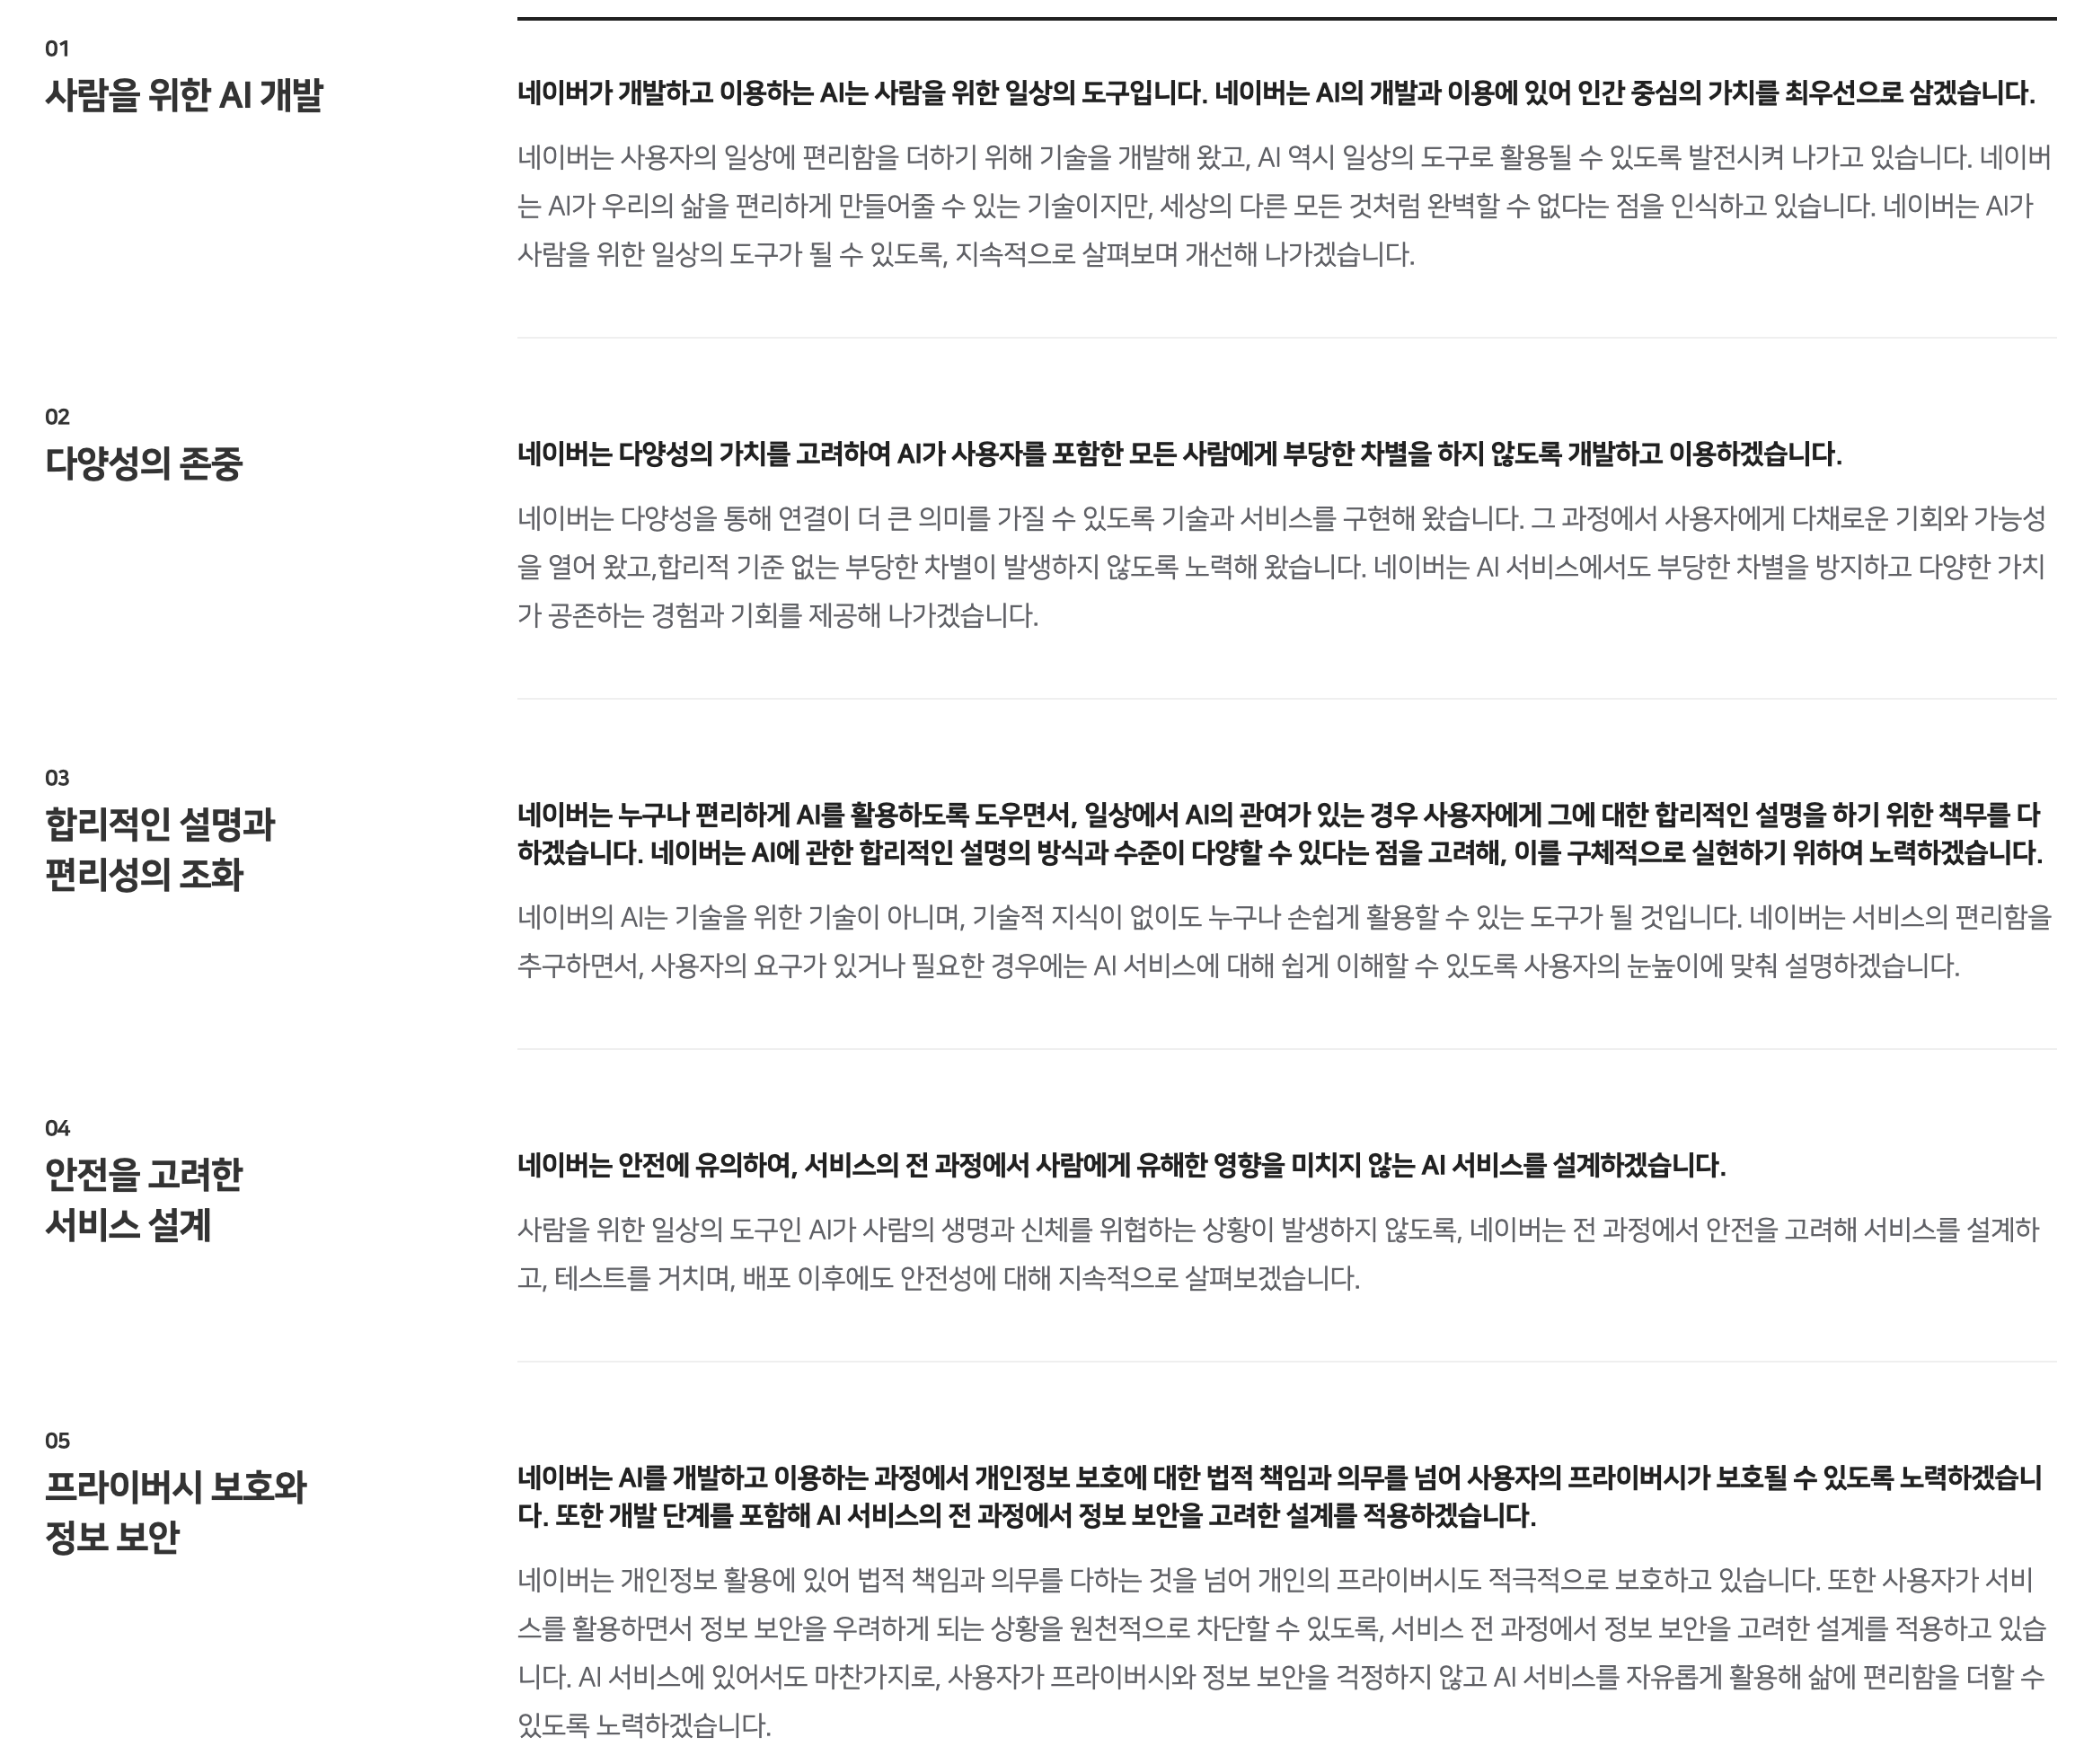 01
사람을 위한 AI 개발
네이버가 개발하고 이용하는 AI는 사람을 위한 일상의 도구입니다. 네이버는 AI의 개발과 이용에 있어 인간 중심의 가치를 최우선으로 삼겠습니다.
네이버는 사용자의 일상에 편리함을 더하기 위해 기술을 개발해 왔고, AI 역시 일상의 도구로 활용될 수 있도록 발전시켜 나가고 있습니다. 네이버
는 AI가 우리의 삶을 편리하게 만들어줄 수 있는 기술이지만, 세상의 다른 모든 것처럼 완벽할 수 없다는 점을 인식하고 있습니다. 네이버는 AI가
사람을 위한 일상의 도구가 될 수 있도록, 지속적으로 살펴보며 개선해 나가겠습니다.
02
다양성의 존중
네이버는 다양성의 가치를 고려하여 AI가 사용자를 포함한 모든 사람에게 부당한 차별을 하지 않도록 개발하고 이용하겠습니다.
네이버는 다양성을 통해 연결이 더 큰 의미를 가질 수 있도록 기술과 서비스를 구현해 왔습니다. 그 과정에서 사용자에게 다채로운 기회와 가능성
을 열어 왔고,합리적 기준 없는 부당한 차별이 발생하지 않도록 노력해 왔습니다. 네이버는 AI 서비스에서도 부당한 차별을 방지하고 다양한 가치
가 공존하는 경험과 기회를 제공해 나가겠습니다.
03
합리적인 설명과
편리성의 조화
네이버는 누구나 편리하게 AI를 활용하도록 도우면서, 일상에서 AI의 관여가 있는 경우 사용자에게 그에 대한 합리적인 설명을 하기 위한 책무를 다
하겠습니다. 네이버는 AI에 관한 합리적인 설명의 방식과 수준이 다양할 수 있다는 점을 고려해, 이를 구체적으로 실현하기 위하여 노력하겠습니다.
네이버의 AI는 기술을 위한 기술이 아니며, 기술적 지식이 없이도 누구나 손쉽게 활용할 수 있는 도구가 될 것입니다. 네이버는 서비스의 편리함을
추구하면서, 사용자의 요구가 있거나 필요한 경우에는 AI 서비스에 대해 쉽게 이해할 수 있도록 사용자의 눈높이에 맞춰 설명하겠습니다.
04
안전을 고려한
서비스 설계
네이버는 안전에 유의하여, 서비스의 전 과정에서 사람에게 유해한 영향을 미치지 않는 AI 서비스를 설계하겠습니다.
사람을 위한 일상의 도구인 AI가 사람의 생명과 신체를 위협하는 상황이 발생하지 않도록, 네이버는 전 과정에서 안전을 고려해 서비스를 설계하
고, 테스트를 거치며, 배포 이후에도 안전성에 대해 지속적으로 살펴보겠습니다.
05
프라이버시 보호와
정보 보안
네이버는 AI를 개발하고 이용하는 과정에서 개인정보 보호에 대한 법적 책임과 의무를 넘어 사용자의 프라이버시가 보호될 수 있도록 노력하겠습니
다. 또한 개발 단계를 포함해 AI 서비스의 전 과정에서 정보 보안을 고려한 설계를 적용하겠습니다.
네이버는 개인정보 활용에 있어 법적 책임과 의무를 다하는 것을 넘어 개인의 프라이버시도 적극적으로 보호하고 있습니다. 또한 사용자가 서비
스를 활용하면서 정보 보안을 우려하게 되는 상황을 원천적으로 차단할 수 있도록, 서비스 전 과정에서 정보 보안을 고려한 설계를 적용하고 있습
니다. AI 서비스에 있어서도 마찬가지로, 사용자가 프라이버시와 정보 보안을 걱정하지 않고 AI 서비스를 자유롭게 활용해 삶에 편리함을 더할 수
있도록 노력하겠습니다.